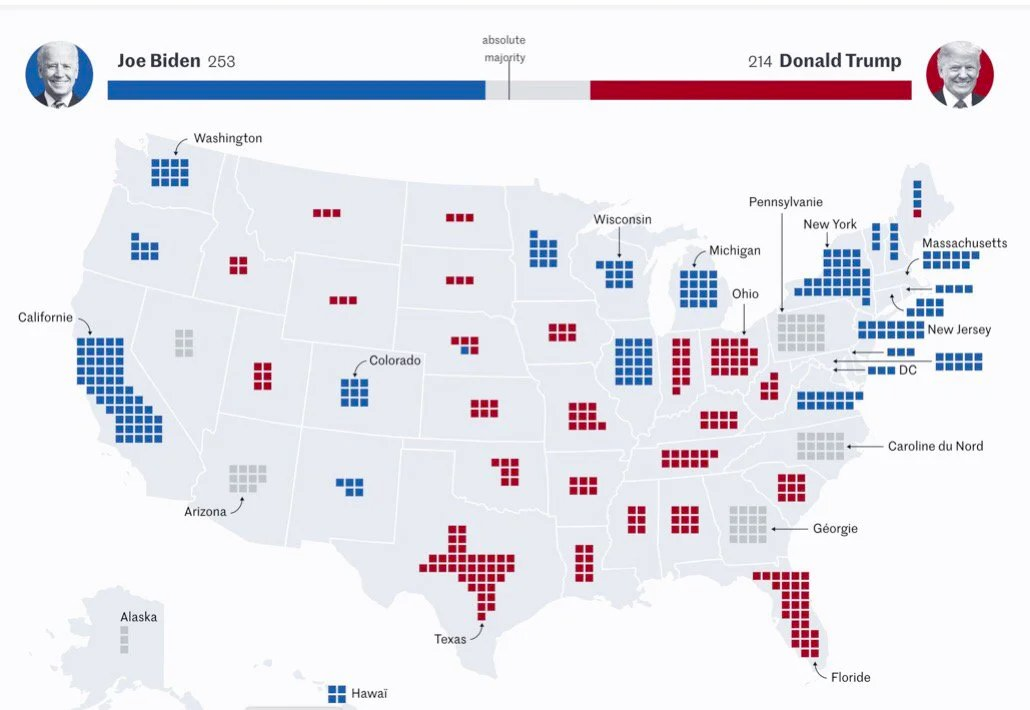 absolute
majority
Joe Biden 253
214 Donald Trump
Washington
Pennsylvanie
Wisconsin
New York
Massachusetts
Michigan
Ohio
Californie
New Jersey
Colorado
DC
Caroline du Nord
Arizona
Géorgie
Alaska
Texas
Floride
Hawaï